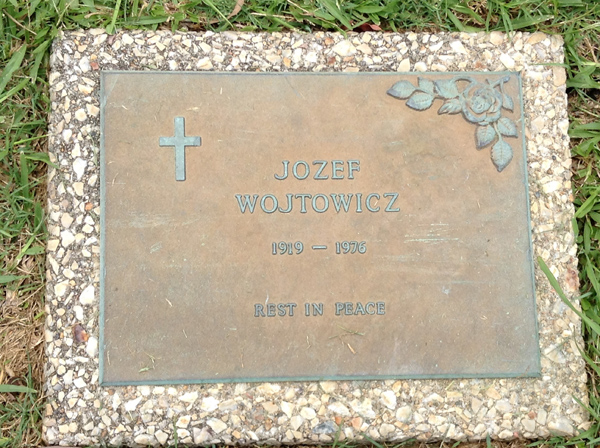 JOZEF
WOJTOWICZ
1919 — 1976
REST IN PEACE